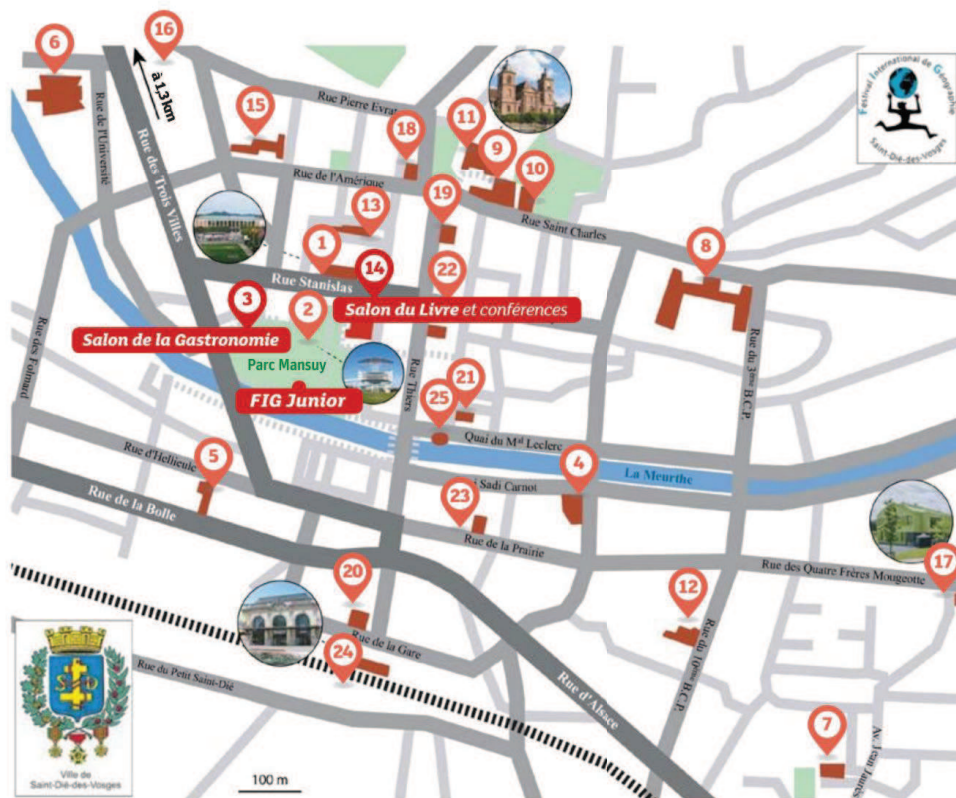 6
16
à 1,3 km
Rue de l'Université
Rue des Trois Villes
15
Rue Pierre Evrat
18
11
9
10
Festival International de Géographie
Saint-Dié-des-Vosges
Rue de l'Amérique
13
19
Rue Saint Charles
1
14
Rue Stanislas
22
8
3
2
Salon du Livre et conférences
Salon de la Gastronomie
Parc Mansuy
FIG Junior
Rue des Folmard
Rue Thiers
Rue du 3ème B.C.P.
25
21
Quai du Mal Leclerc
La Meurthe
5
Rue d'Hellieule
4
Sadi Carnot
Rue de la Bolle
23
Rue de la Prairie
Rue des Quatre Frères Mougeotte
17
20
12
Rue de la Gare
24
Rue du Petit Saint-Dié
Rue d'Alsace
Rue du 10ème B.C.P.
7
Av. Jean Jaurès
S D
Ville de
Saint-Dié-des-Vosges
100 m